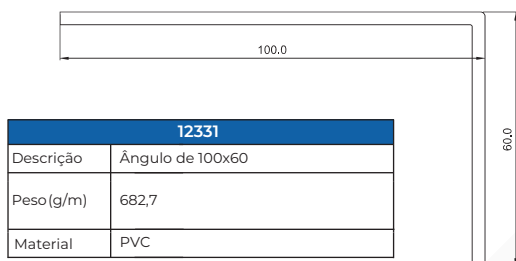 100.0
60.0
12331
Descrição Ângulo de 100x60
Peso(g/m) 682,7
Material PVC